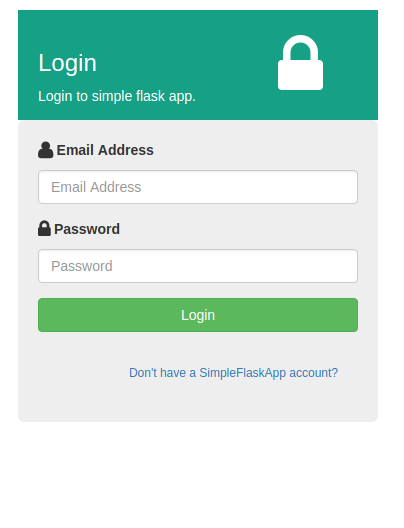 Login
Login to simple flask app.
Email Address
Email Address
Password
Password
Login
Don't have a SimpleFlaskApp account?